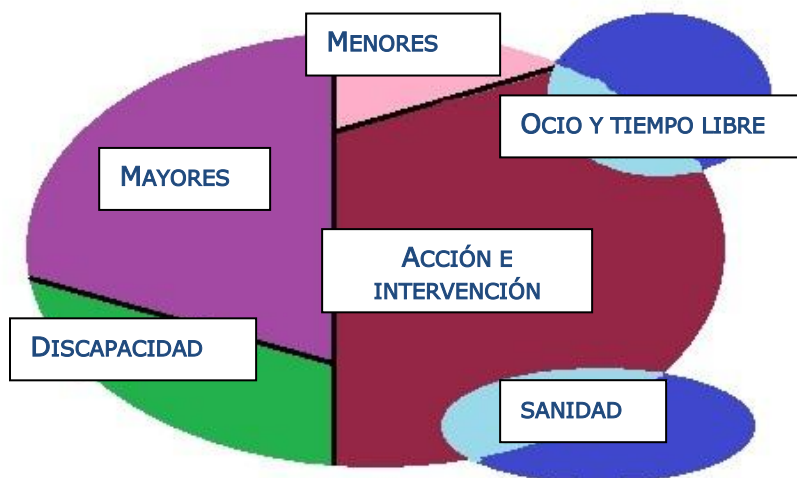 MENORES
OCIO Y TIEMPO LIBRE
MAYORES
ACCIÓN E
INTERVENCIÓN
DISCAPACIDAD
SANIDAD